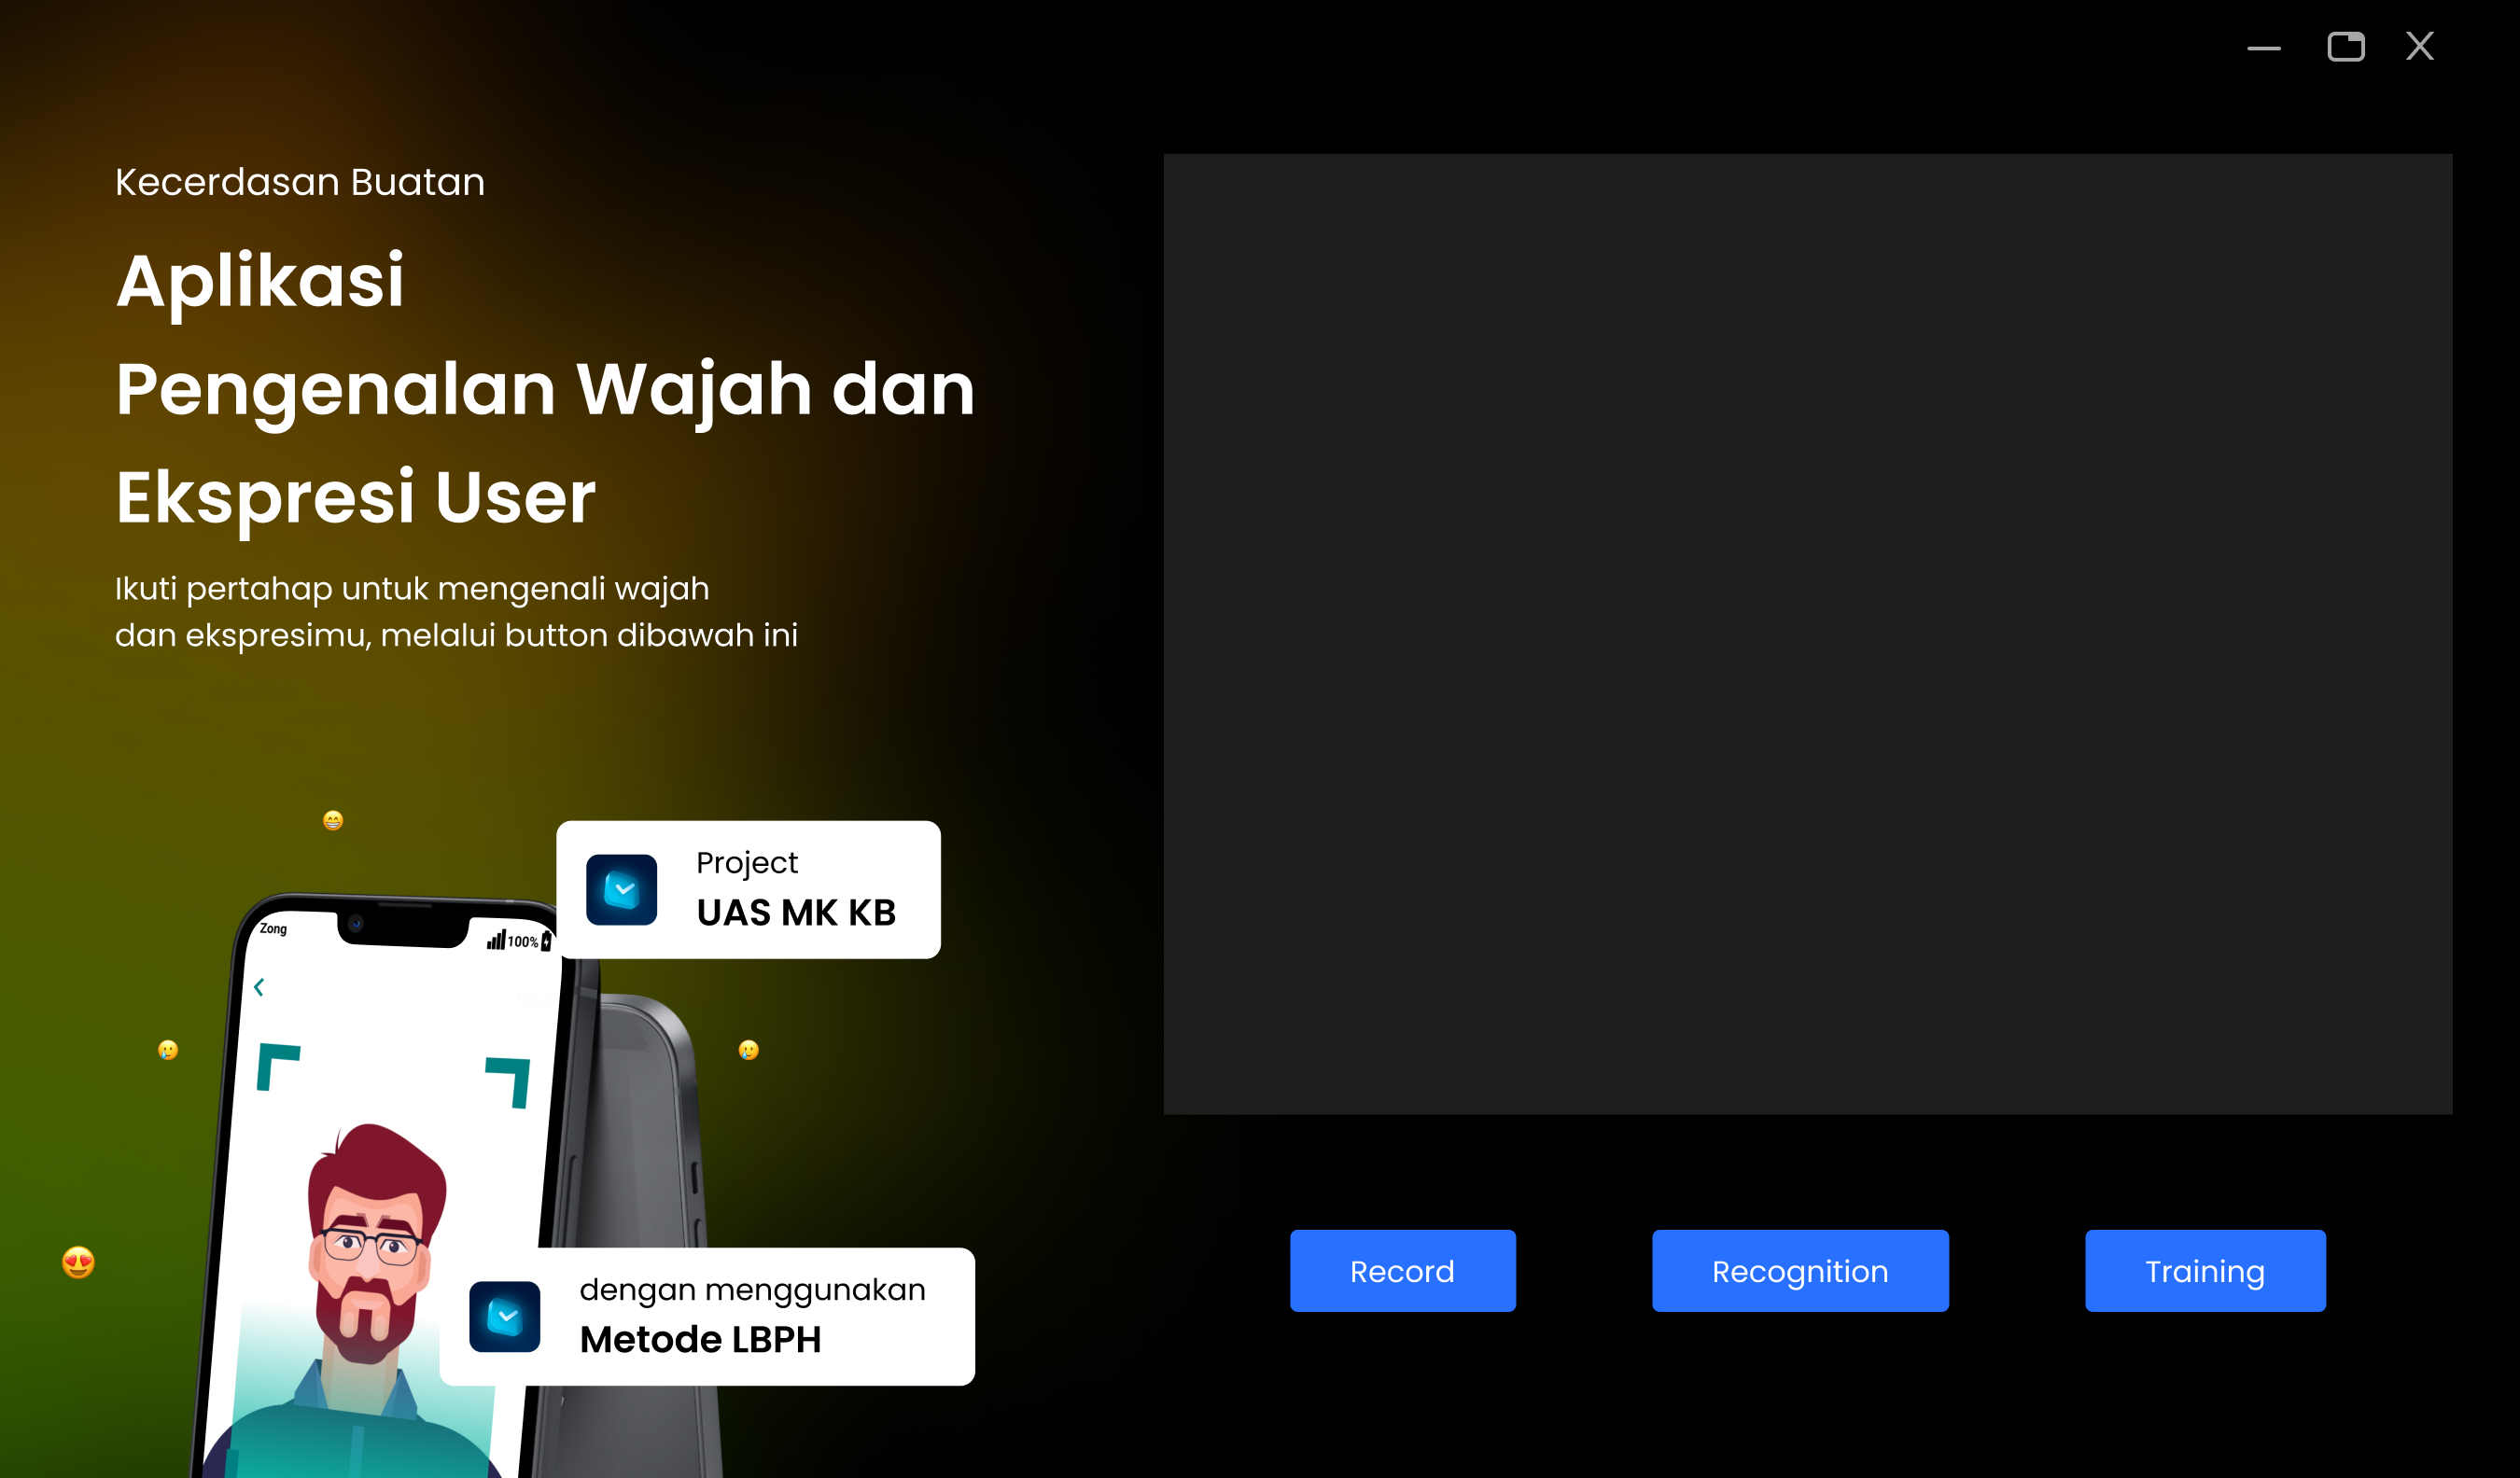 Kecerdasan Buatan
Aplikasi
Pengenalan Wajah dan
Ekspresi User
Ikuti pertahap untuk mengenali wajah
dan ekspresimu, melalui button dibawah ini
Project
UAS MK KB
Zong
100%
dengan menggunakan
Metode LBPH
Record
Recognition
Training